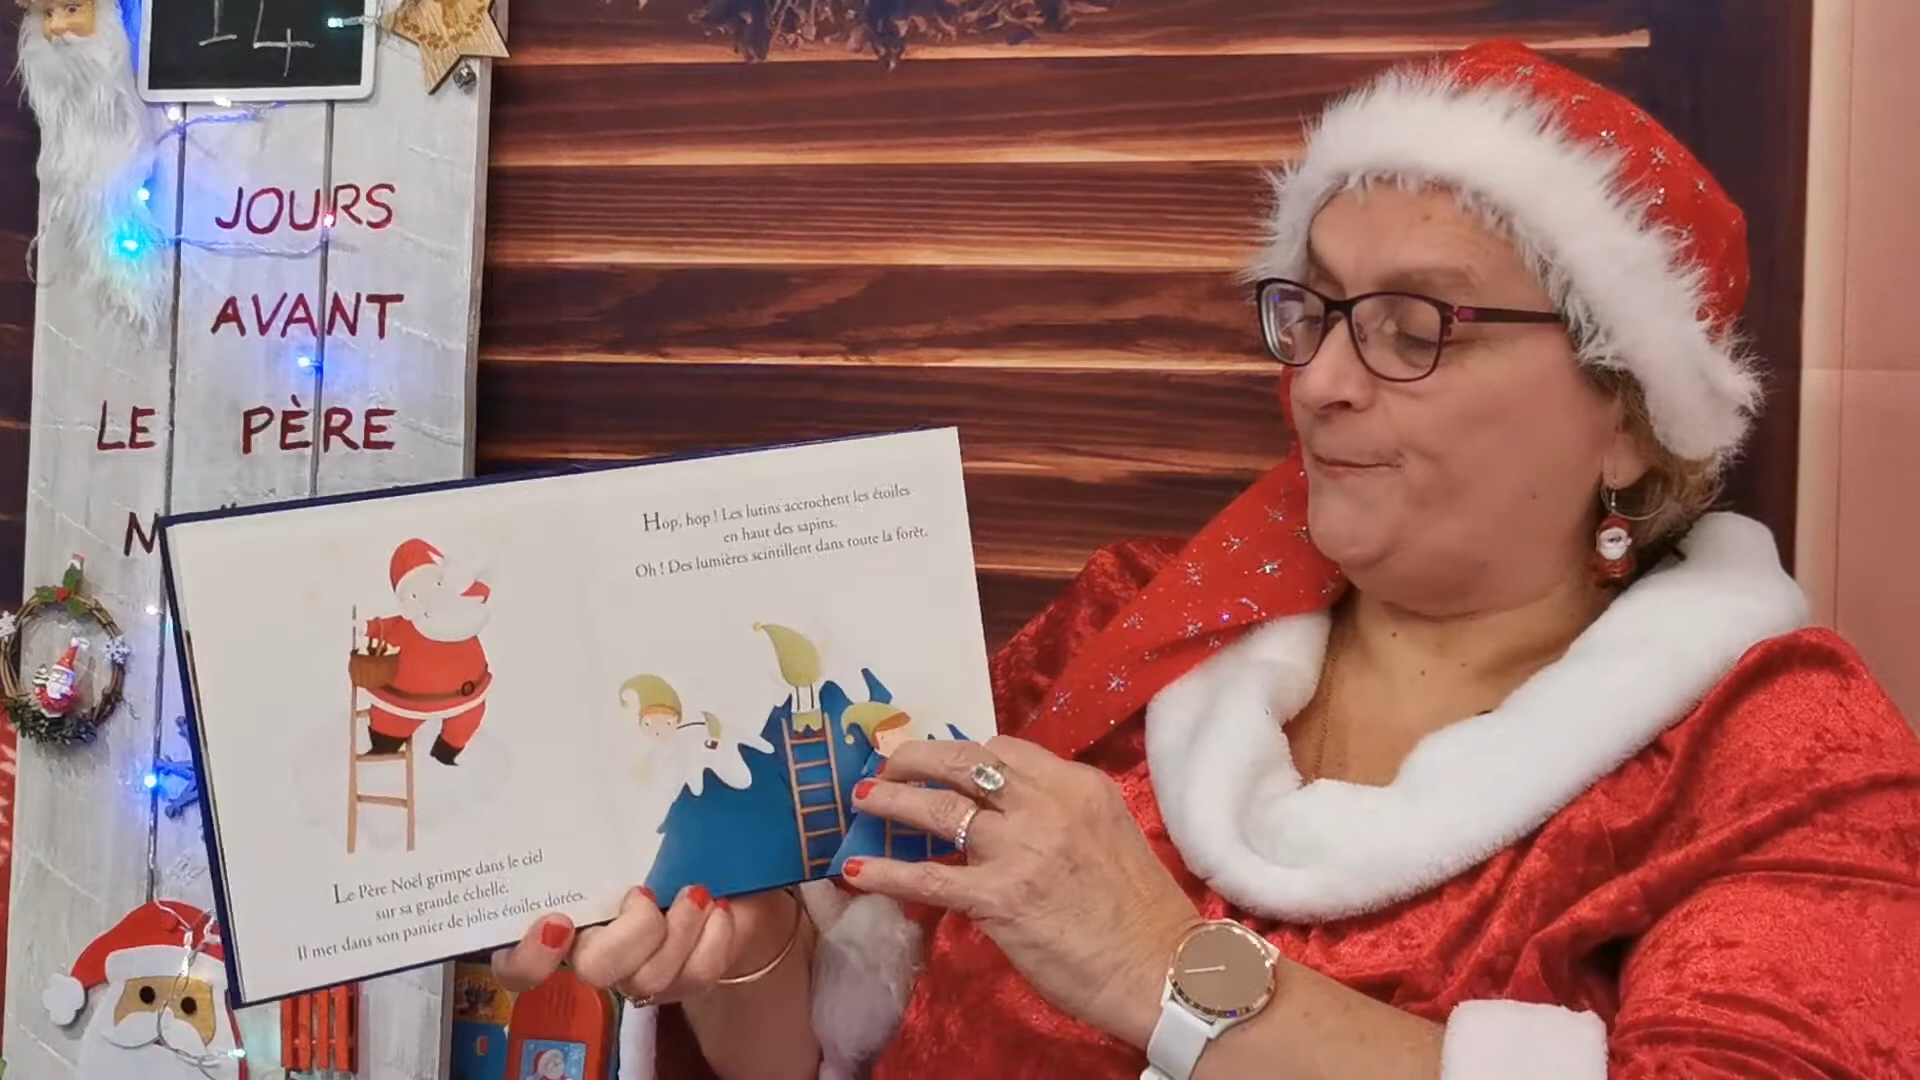 14
JOURS
AVANT
LE PÈRE
N
Le Père Noël grimpe dans le ciel
sur sa grande échelle.
Il met dans son panier de jolies étoiles dorées.
Hop, hop ! Les lutins accrochent les étoiles
en haut des sapins.
Oh ! Des lumières scintillent dans toute la forêt.